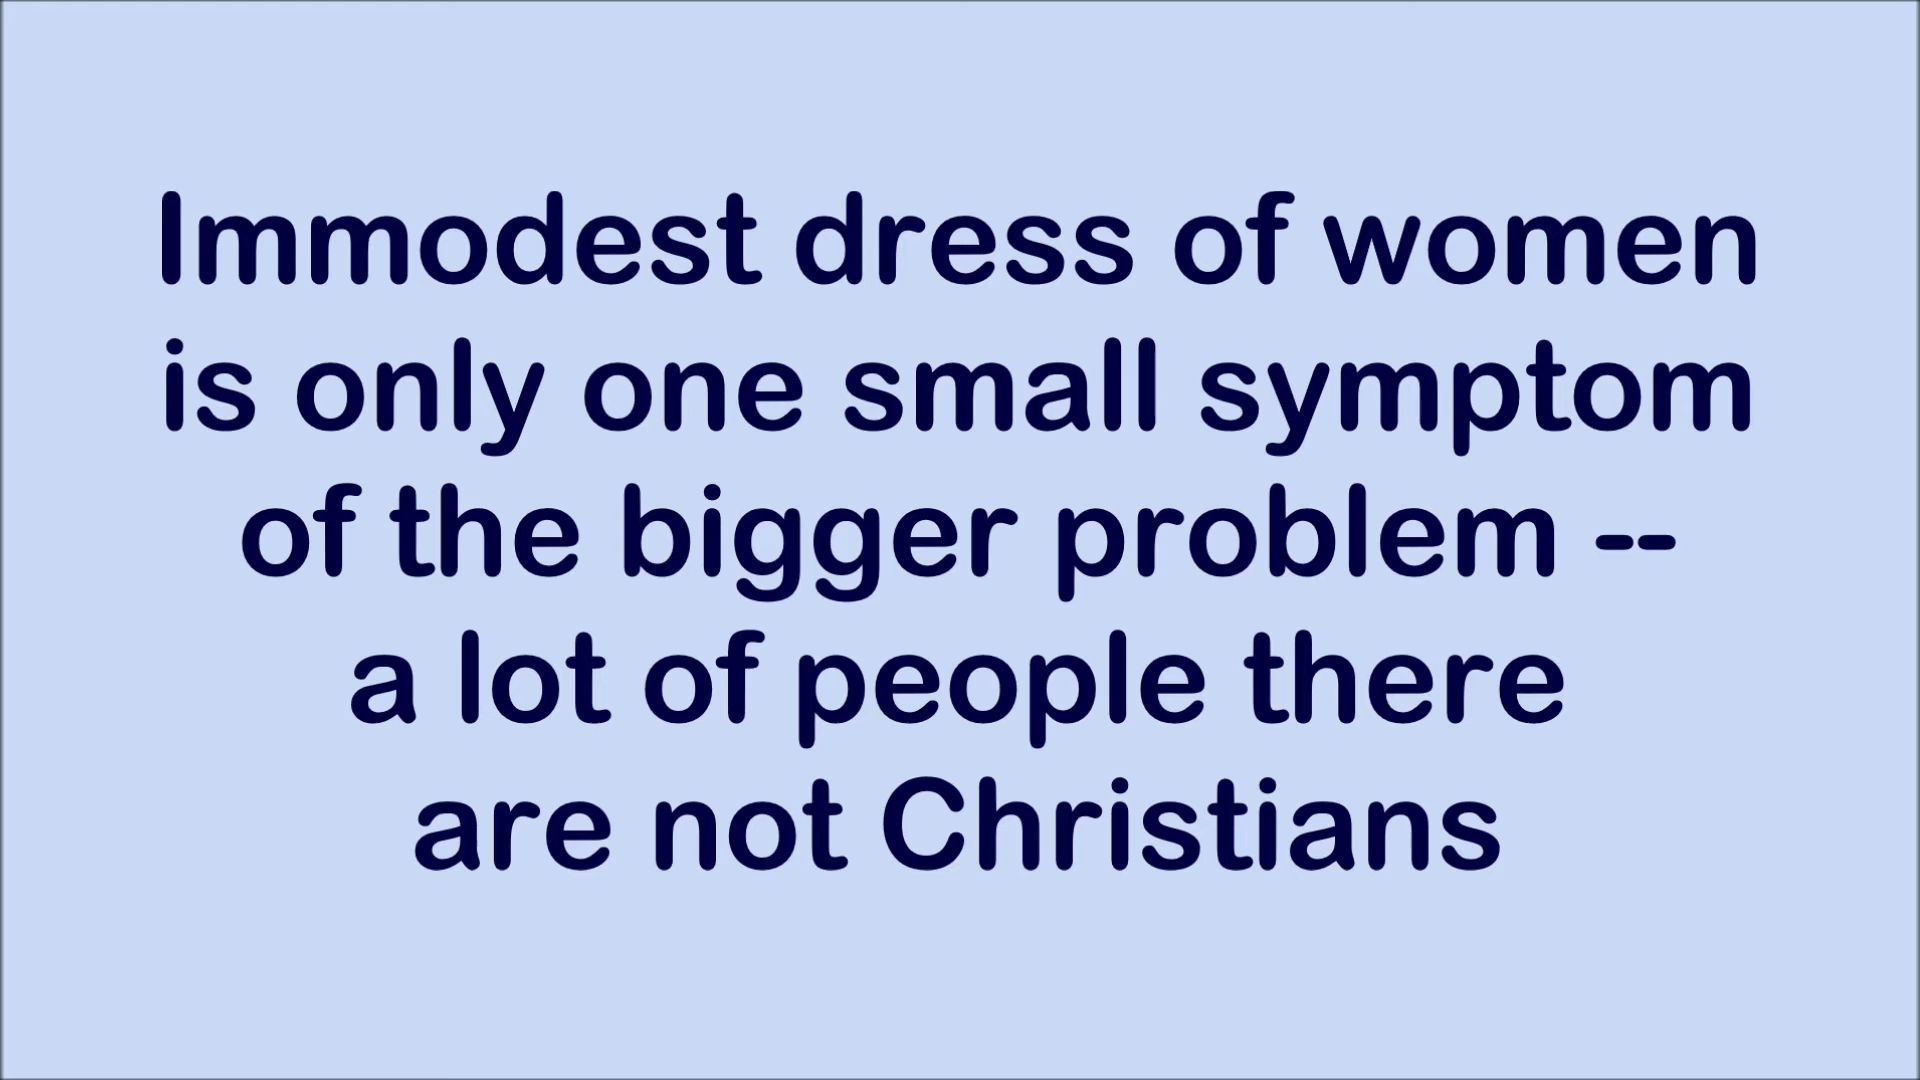 Immodest dress of women
is only one small symptom
of the bigger problem --
a lot of people there
are not Christians